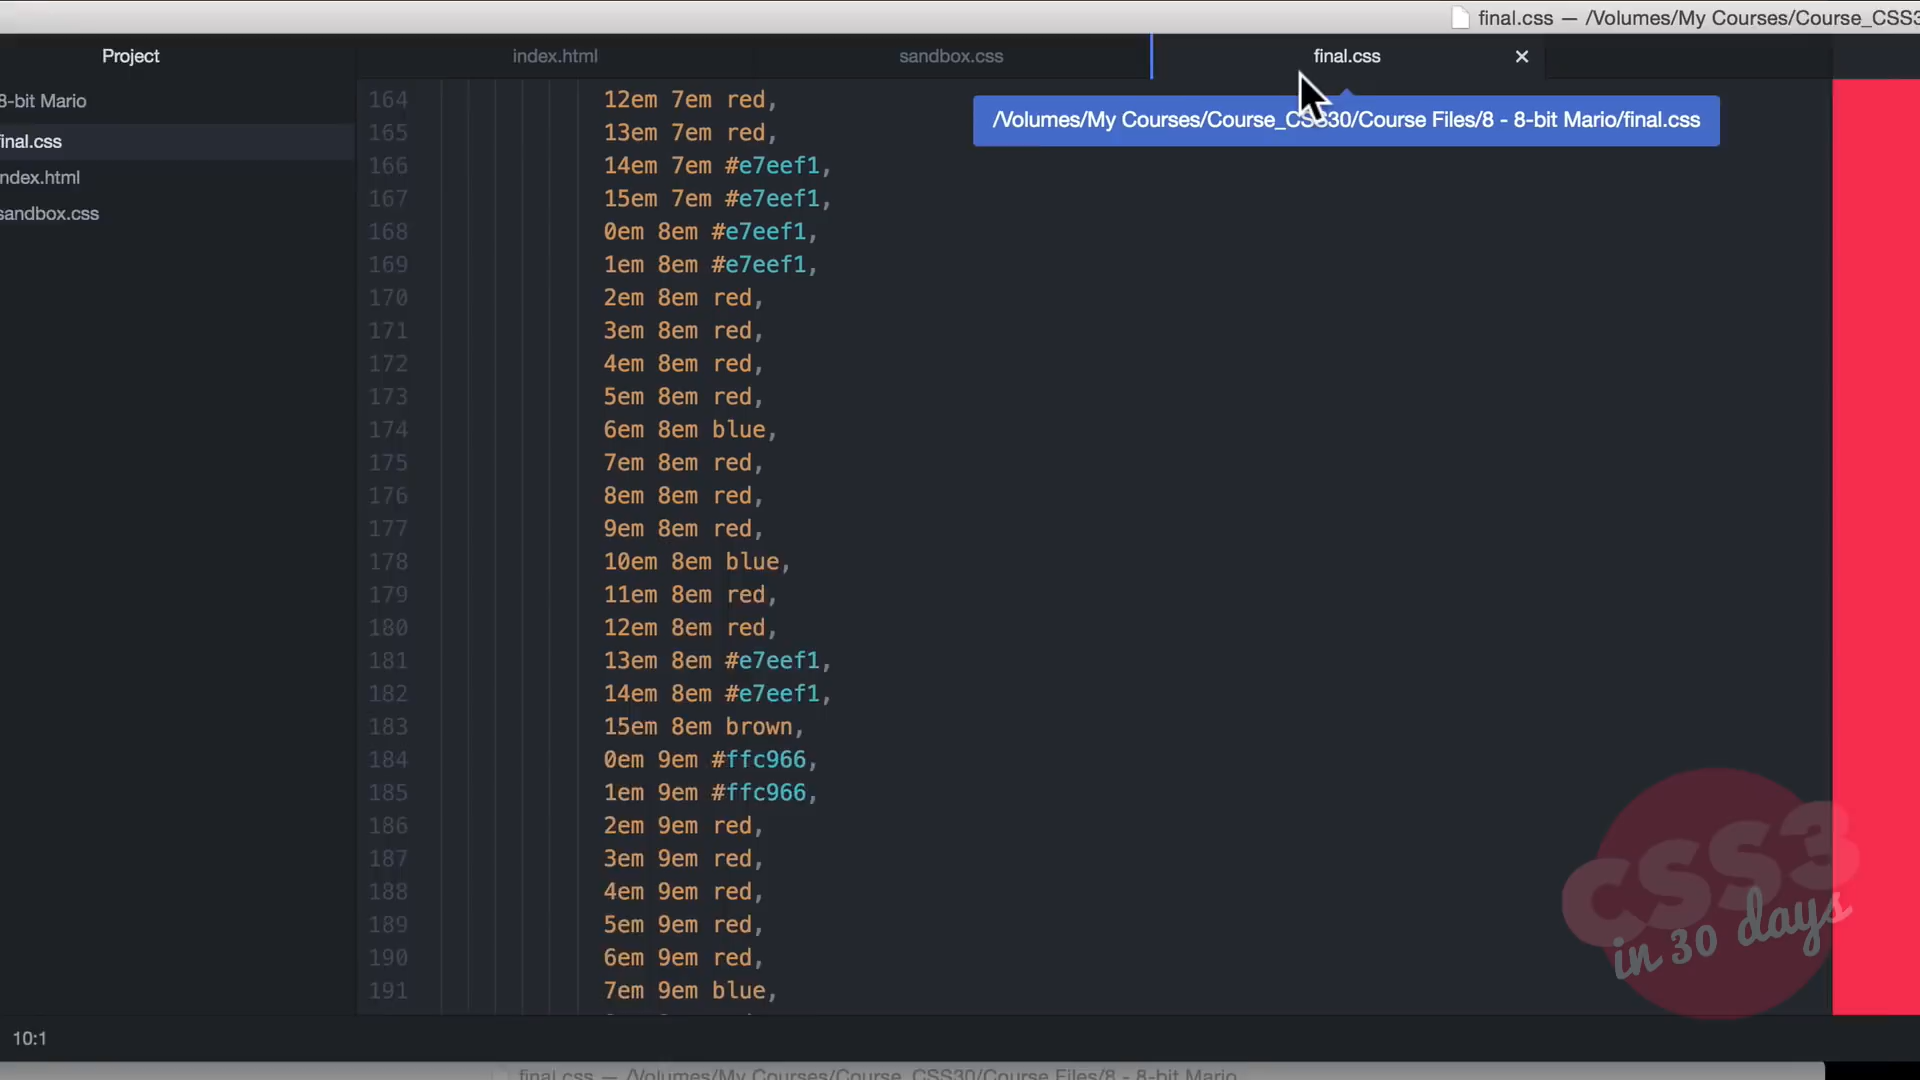 final.css — /Volumes/My Courses/Course_CSS3
Project
index.html
sandbox.css
final.css
/Volumes/My Courses/Course_CSS30/Course Files/8 - 8-bit Mario/final.css
8-bit Mario
inal.css
ndex.html
sandbox.css
164 12em 7em red,
165 13em 7em red,
166 14em 7em #e7eef1,
167 15em 7em #e7eef1,
168 0em 8em #e7eef1,
169 1em 8em #e7eef1,
170 2em 8em red,
171 3em 8em red,
172 4em 8em red,
173 5em 8em red,
174 6em 8em blue,
175 7em 8em red,
176 8em 8em red,
177 9em 8em red,
178 10em 8em blue,
179 11em 8em red,
180 12em 8em red,
181 13em 8em #e7eef1,
182 14em 8em #e7eef1,
183 15em 8em brown,
184 0em 9em #ffc966,
185 1em 9em #ffc966,
186 2em 9em red,
187 3em 9em red,
188 4em 9em red,
189 5em 9em red,
190 6em 9em red,
191 7em 9em blue,
CSS3
in 30 days
10:1
final.css — /Volumes/My Courses/Course_CSS30/Course Files/8 - 8-bit Mario